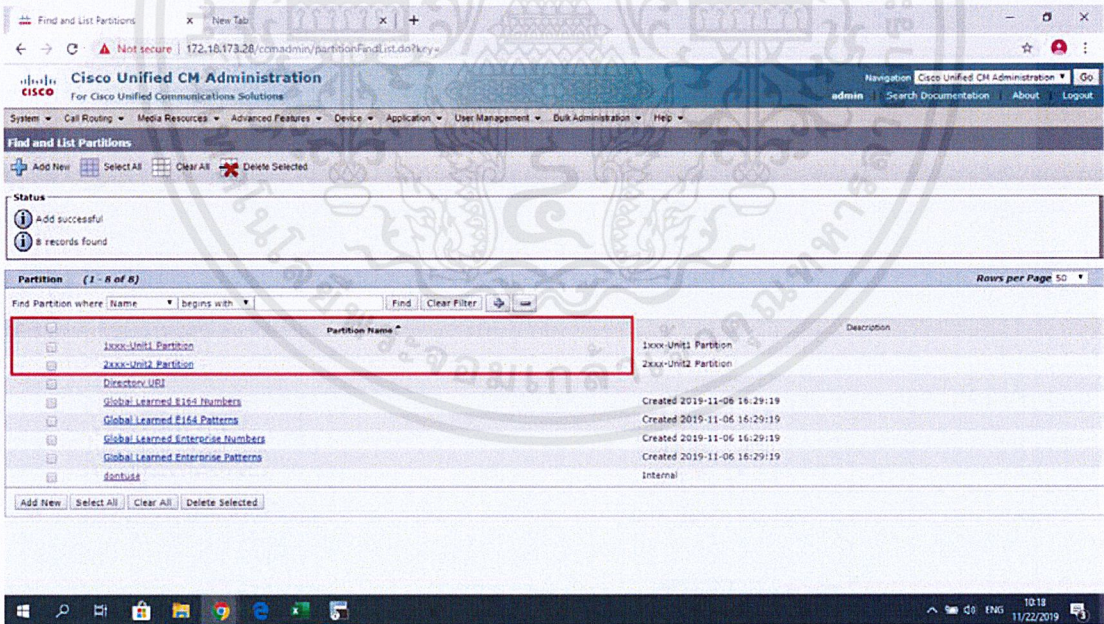 Find and List Partitions
New Tab
Not secure | 172.18.173.28/ccmadmin/partitionFindList.do?lkry=
CISCO
Cisco Unified CM Administration
For Cisco Unified Communications Solutions
Navigation Cisco Unified CM Administration Go
admin | Search Documentation | About | Logout
System Call Routing Media Resources Advanced Features Device Application User Management Bulk Administration Help
Find and List Partitions
Add New Select All Clear All Delete Selected
Status
Add successful
8 records found
Partition (1 - 8 of 8)
Rows per Page 50
Find Partition where Name begins with Find Clear Filter
Partition Name Description
1xxx-Unit1 Partition 1xxx-Unit1 Partition
2xxx-Unit2 Partition 2xxx-Unit2 Partition
Directory URI
Global Learned E164 Numbers Created 2019-11-06 16:29:19
Global Learned E164 Patterns Created 2019-11-06 16:29:19
Global Learned Enterprise Numbers Created 2019-11-06 16:29:19
Global Learned Enterprise Patterns Created 2019-11-06 16:29:19
dontuse Internal
Add New Select All Clear All Delete Selected
ENG
10:18
11/22/2019